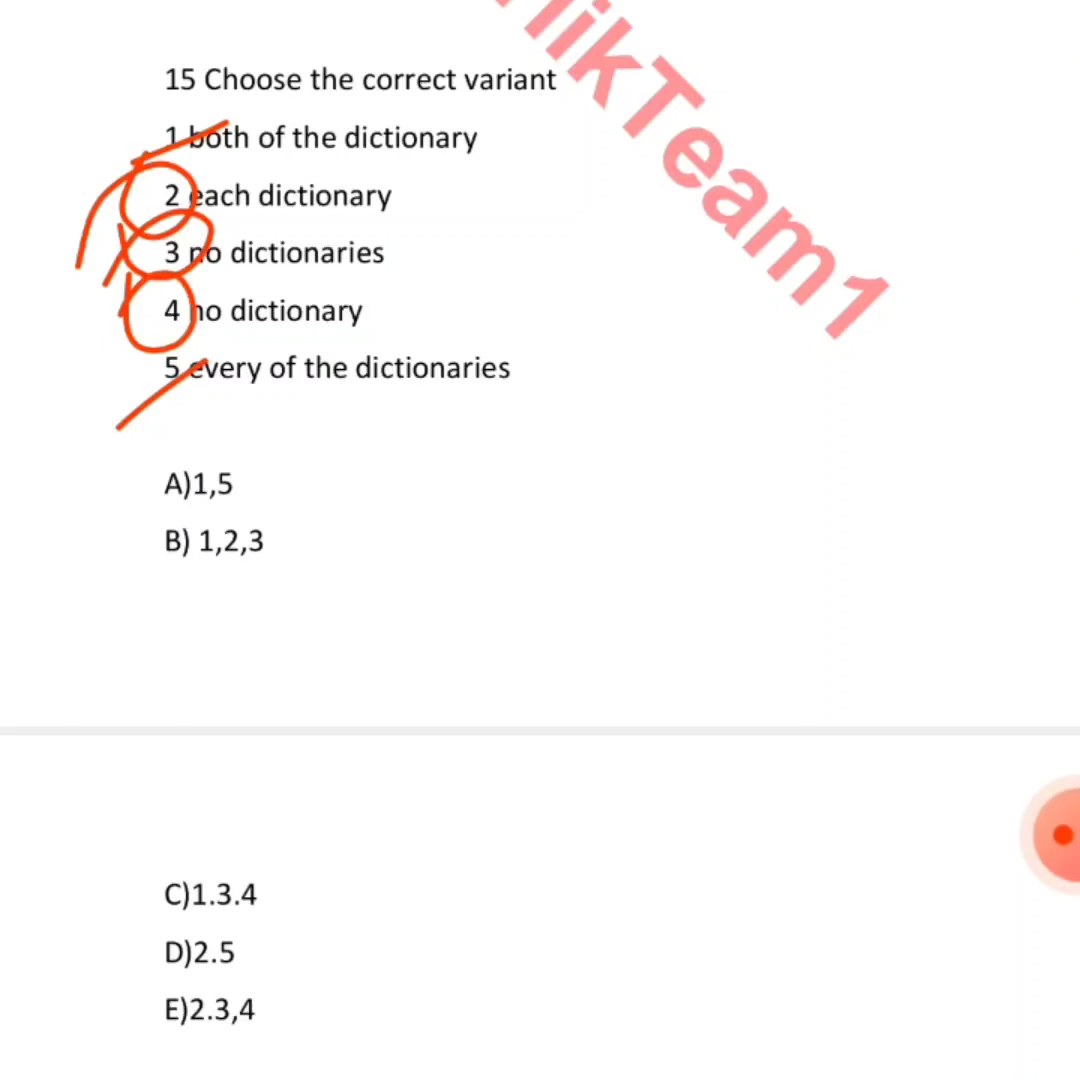 15 Choose the correct variant
1 both of the dictionary
2 each dictionary
3 no dictionaries
4 no dictionary
5 every of the dictionaries
A)1,5
B) 1,2,3
C)1.3.4
D)2.5
E)2.3,4